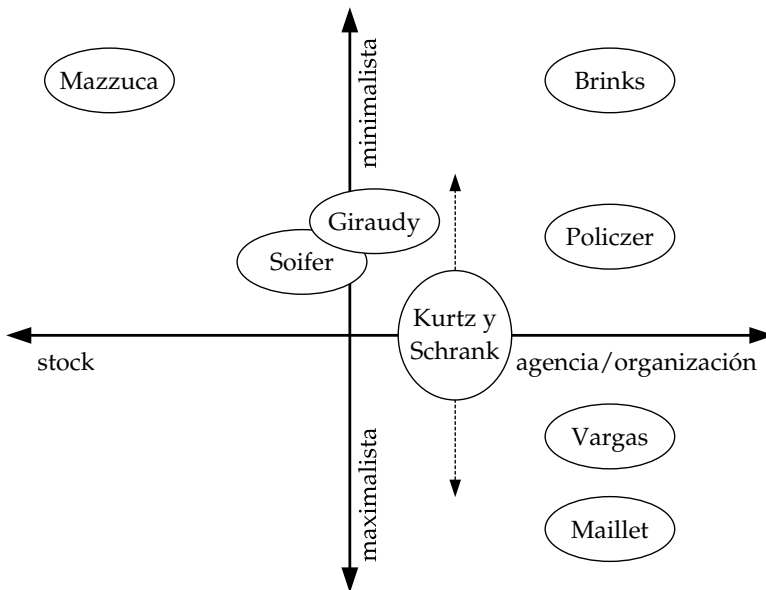 Mazzuca
minimalista
Brinks
Giraudy
Policzer
Soifer
Kurtz y
Schrank
stock
agencia/organización
maximalista
Vargas
Maillet